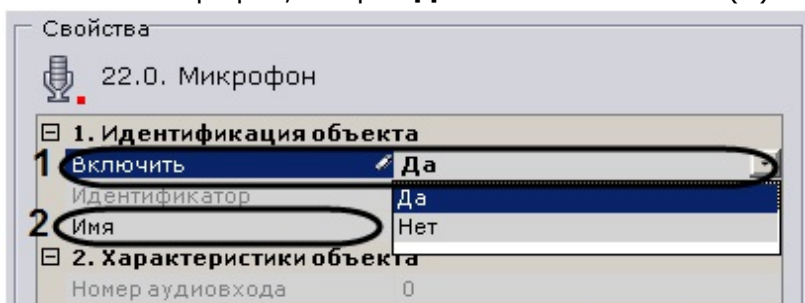 Свойства
22.0. Микрофон
1. Идентификация объекта
1 Включить Да
Идентификатор Да
2 Имя Нет
2. Характеристики объекта
Номер аудиовхода 0